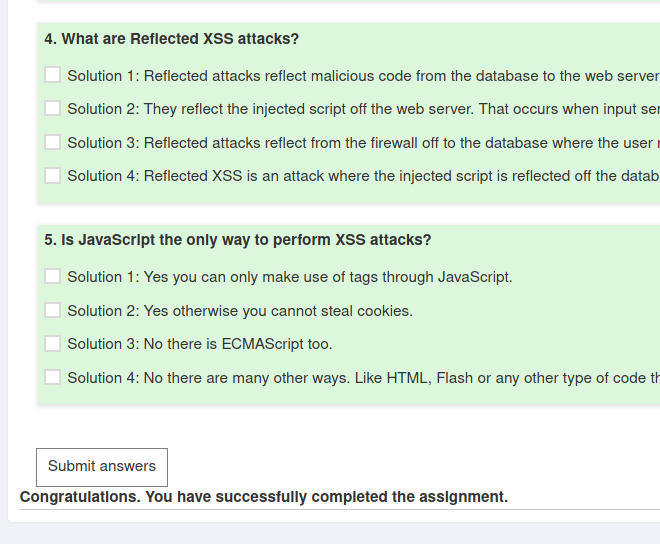 4. What are Reflected XSS attacks?
Solution 1: Reflected attacks reflect malicious code from the database to the web server
Solution 2: They reflect the injected script off the web server. That occurs when input
Solution 3: Reflected attacks reflect from the firewall off to the database where the user
Solution 4: Reflected XSS is an attack where the injected script is reflected off the
5. Is JavaScript the only way to perform XSS attacks?
Solution 1: Yes you can only make use of tags through JavaScript.
Solution 2: Yes otherwise you cannot steal cookies.
Solution 3: No there is ECMAScript too.
Solution 4: No there are many other ways. Like HTML, Flash or any other type of code
Submit answers
Congratulations. You have successfully completed the assignment.